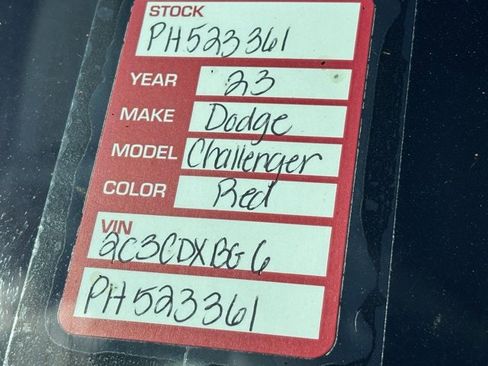 STOCK
PH523361
YEAR 23
MAKE Dodge
MODEL Challenger
COLOR Red
VIN
2C3CDXBG6
PH523361